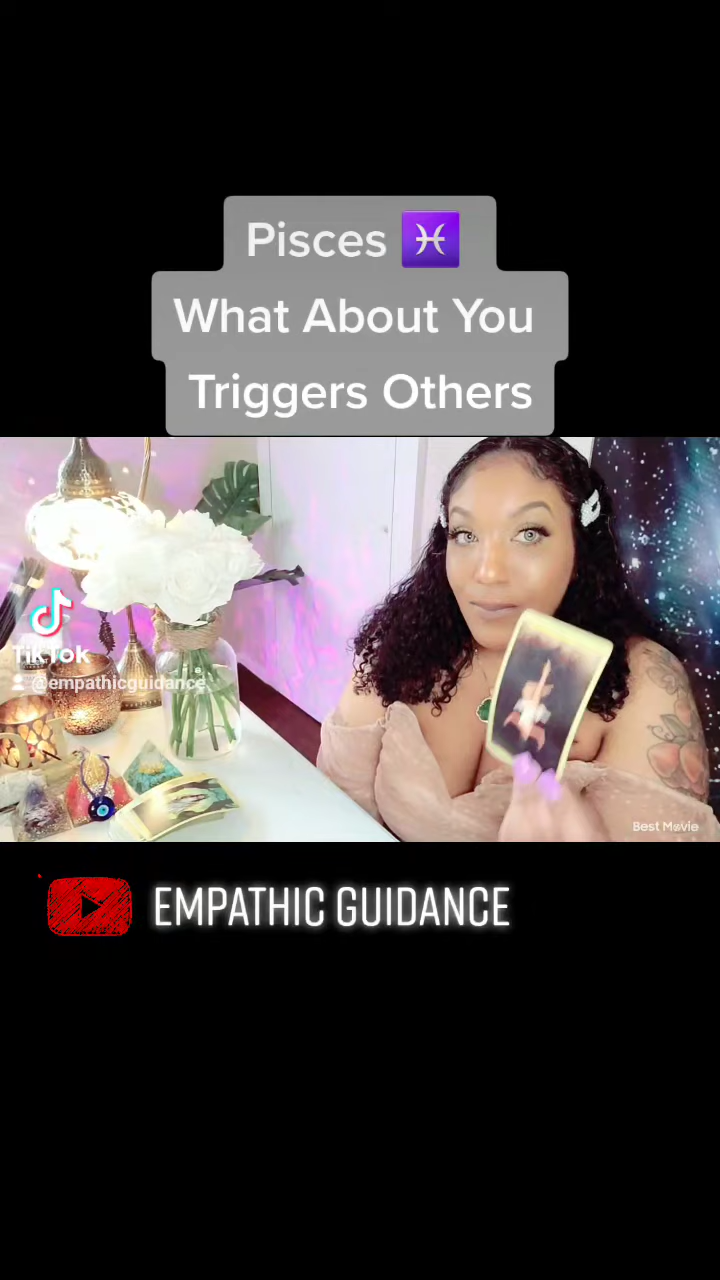 Pisces ♓
What About You
Triggers Others
TikTok
@empathicguidance
Best Movie
EMPATHIC GUIDANCE